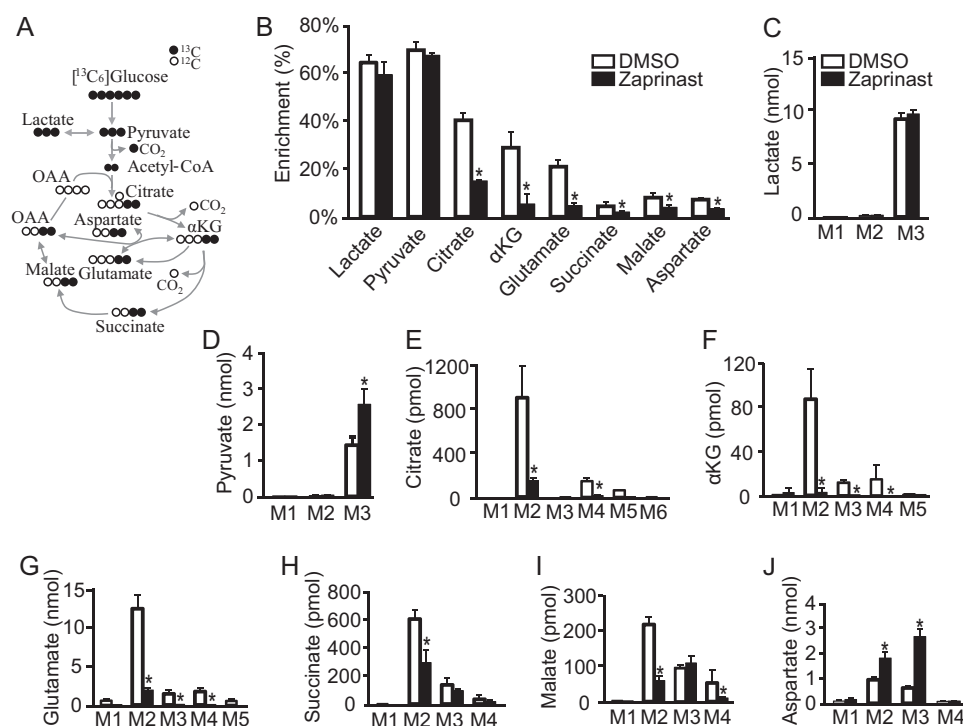 A
¹³C
¹²C
[¹³C₆]Glucose
Lactate
Pyruvate
CO₂
Acetyl-CoA
OAA
Citrate
CO₂
OAA
Aspartate
αKG
Malate
Glutamate
CO₂
Succinate
B
80%
60%
40%
20%
0%
Enrichment (%)
DMSO
Zaprinast
*
*
*
*
*
*
Lactate
Pyruvate
Citrate
αKG
Glutamate
Succinate
Malate
Aspartate
C
15
10
5
0
Lactate (nmol)
DMSO
Zaprinast
M1 M2 M3
D
4
3
2
1
0
Pyruvate (nmol)
*
M1 M2 M3
E
1200
800
400
0
Citrate (pmol)
*
*
M1 M2 M3 M4 M5 M6
F
120
80
40
0
αKG (pmol)
*
*
*
M1 M2 M3 M4 M5
G
15
10
5
0
Glutamate (nmol)
*
*
*
M1 M2 M3 M4 M5
H
800
600
400
200
0
Succinate (pmol)
*
M1 M2 M3 M4
I
300
200
100
0
Malate (pmol)
*
*
M1 M2 M3 M4
J
4
3
2
1
0
Aspartate (nmol)
*
*
M1 M2 M3 M4